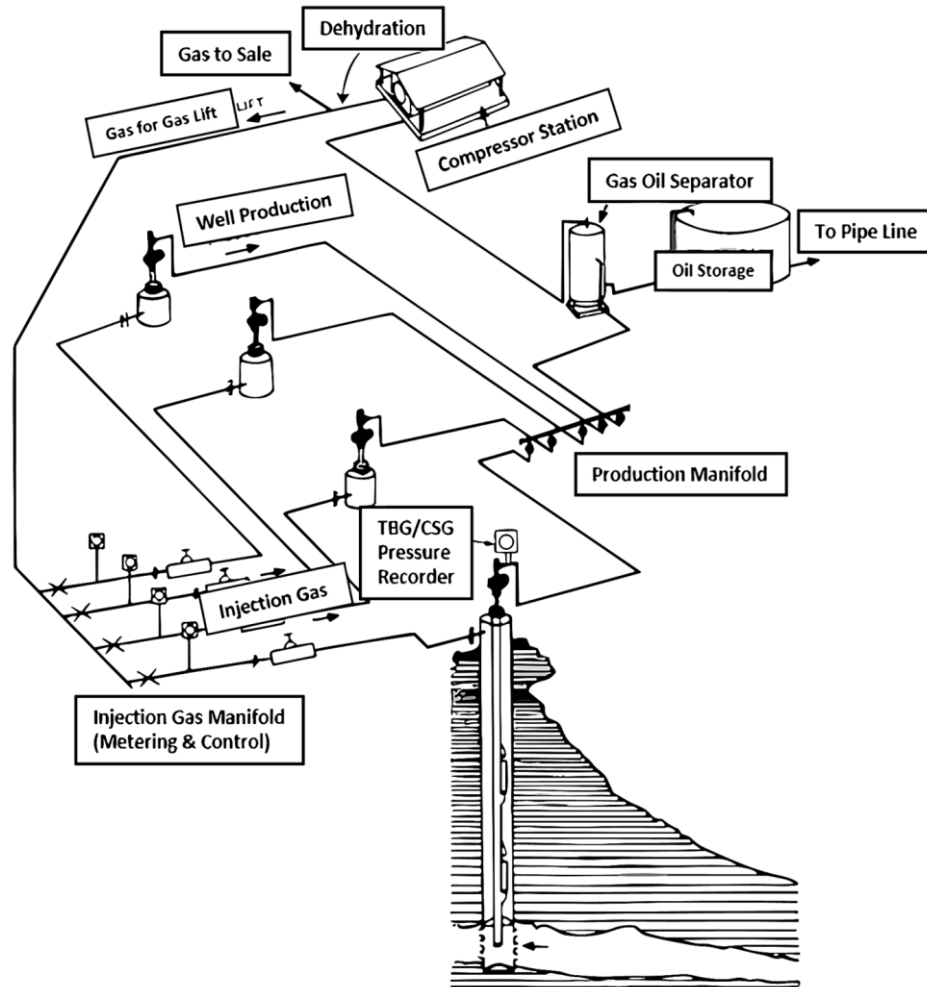 Dehydration
Gas to Sale
Gas for Gas Lift
LIFT
Compressor Station
Gas Oil Separator
Well Production
To Pipe Line
Oil Storage
Production Manifold
TBG/CSG
Pressure
Recorder
Injection Gas
Injection Gas Manifold
(Metering & Control)